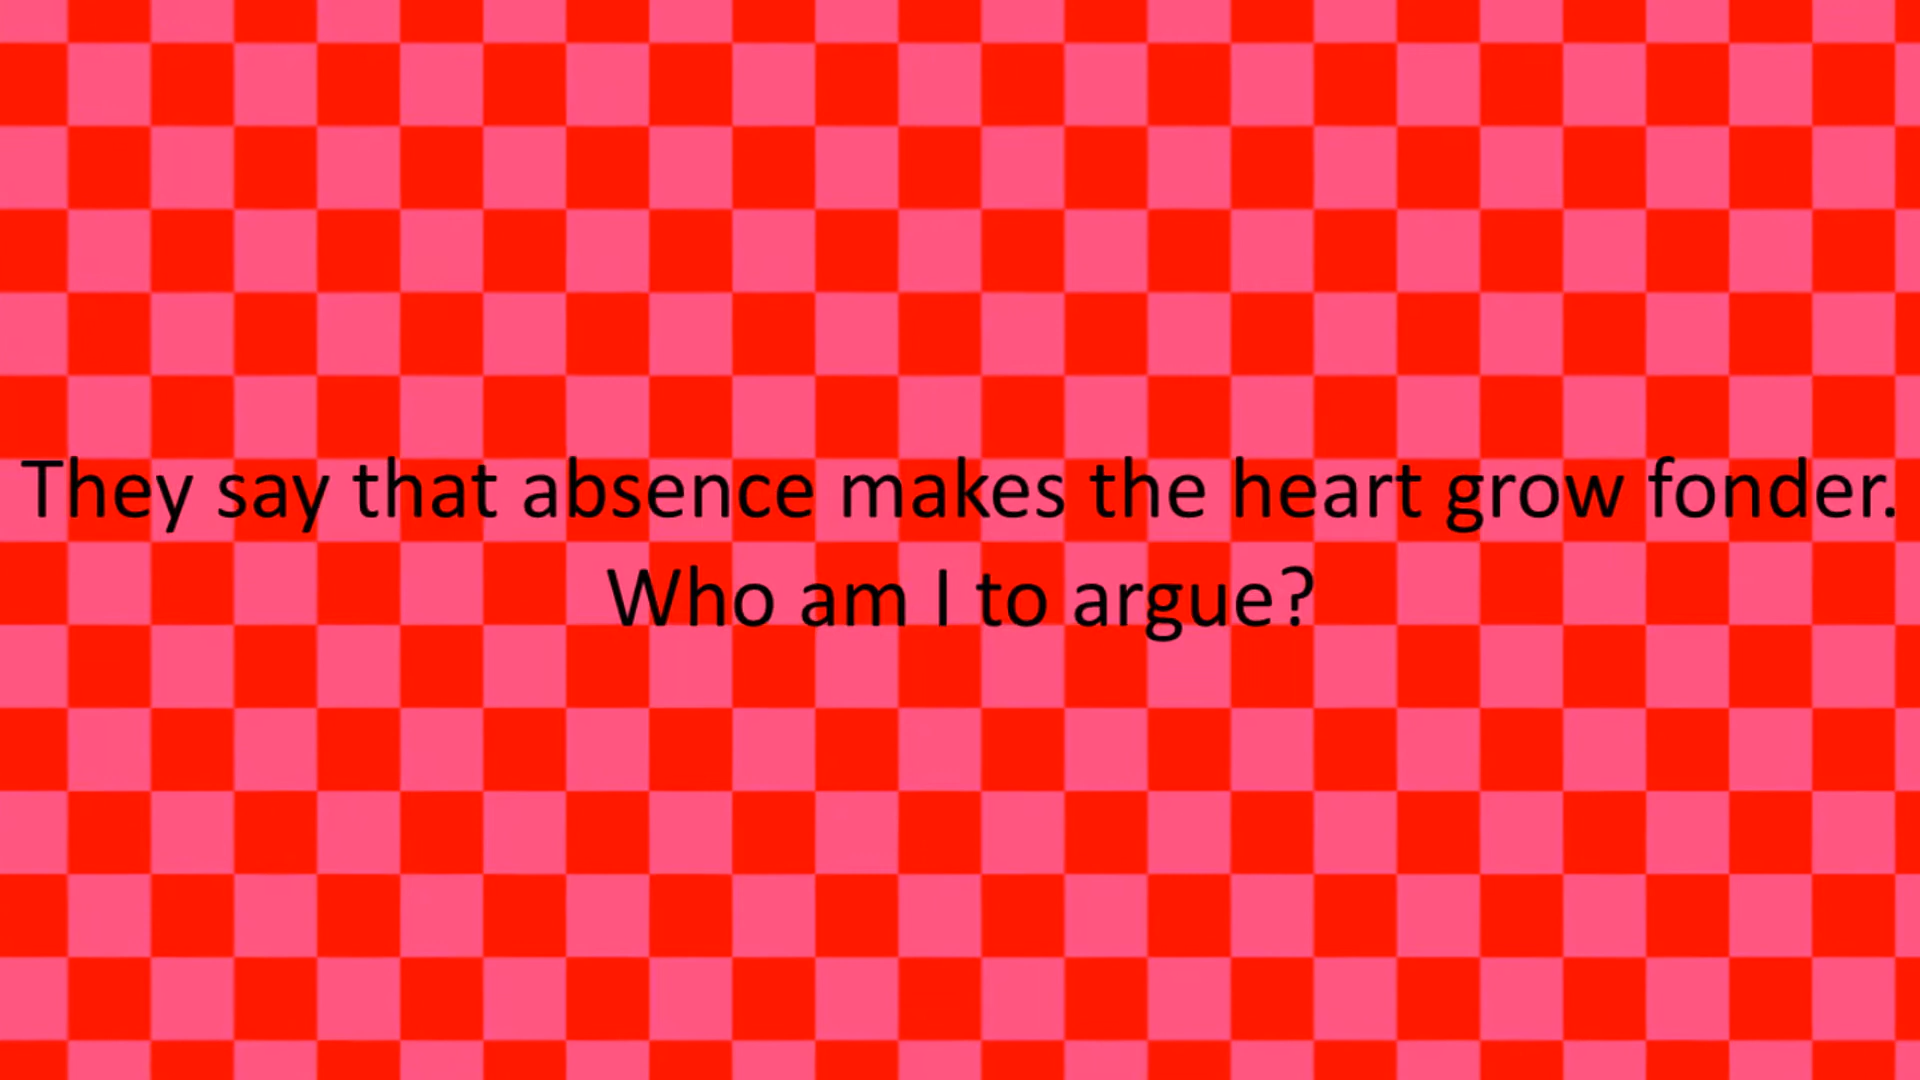 They say that absence makes the heart grow fonder.
Who am I to argue?